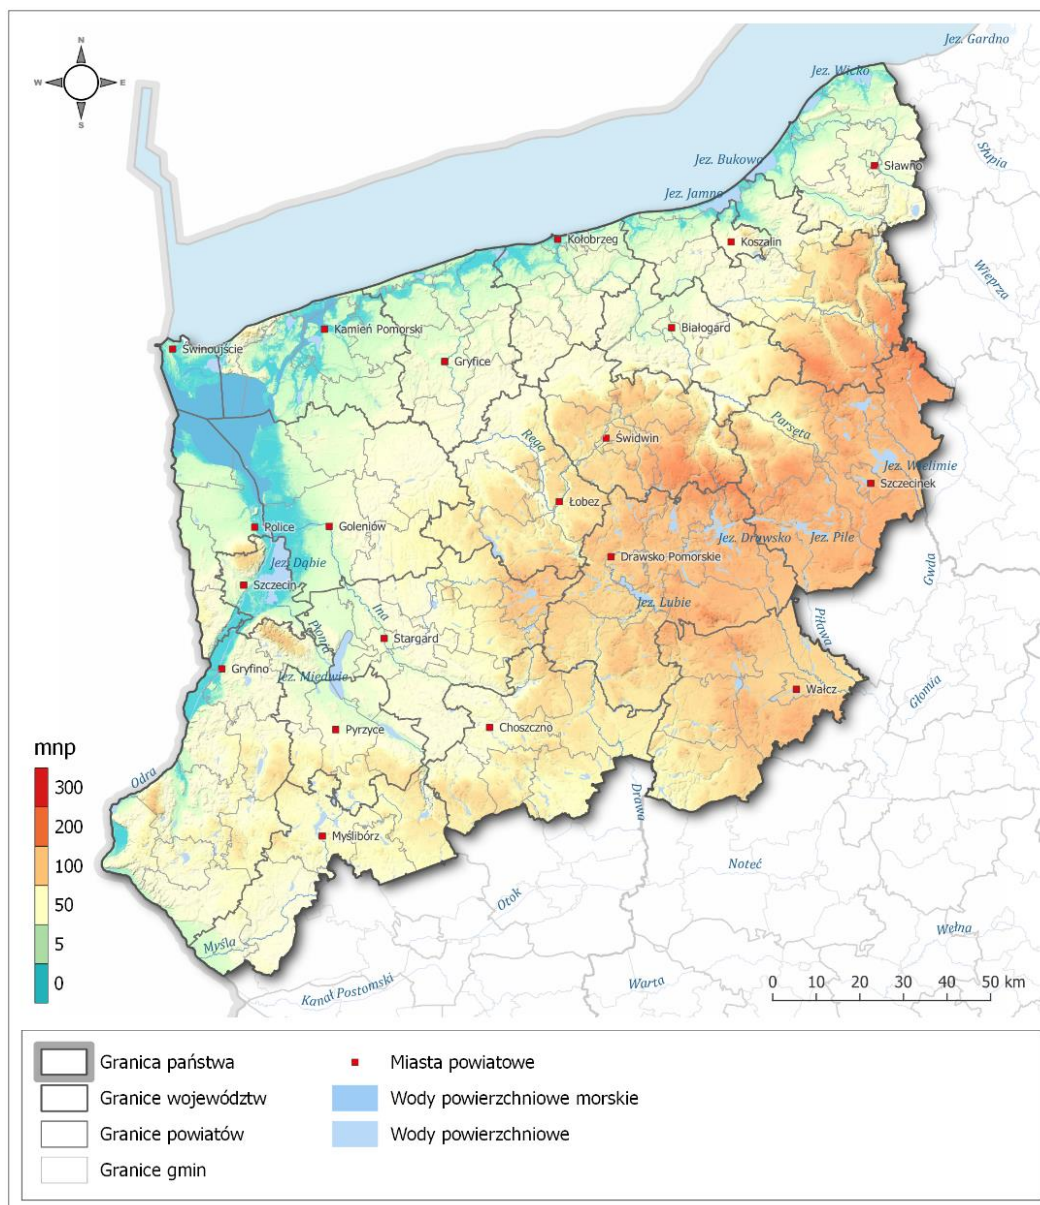 N
W
E
S
Jez. Gardno
Jez. Wicko
Słupia
Jez. Bukowo
Sławno
Jez. Jamno
Kołobrzeg
Koszalin
Wieprza
Kamień Pomorski
Białogard
Świnoujście
Gryfice
Parsęta
Rega
Świdwin
Jez. Wielimie
Szczecinek
Łobez
Police
Goleniów
Jez. Drawsko
Jez. Pile
Drawsko Pomorskie
Jez. Dąbie
Gwda
Szczecin
Jez. Lubie
Ina
Piława
Płonia
Stargard
Gryfino
Jez. Miedwie
Głomia
Wałcz
Pyrzyce
Choszczno
mnp
Odra
300
200
100
50
5
0
Drawa
Myślibórz
Noteć
Otok
Wełna
Myśla
Kanał Postomski
Warta
0 10 20 30 40 50 km
Granica państwa
Granice województw
Granice powiatów
Granice gmin
Miasta powiatowe
Wody powierzchniowe morskie
Wody powierzchniowe